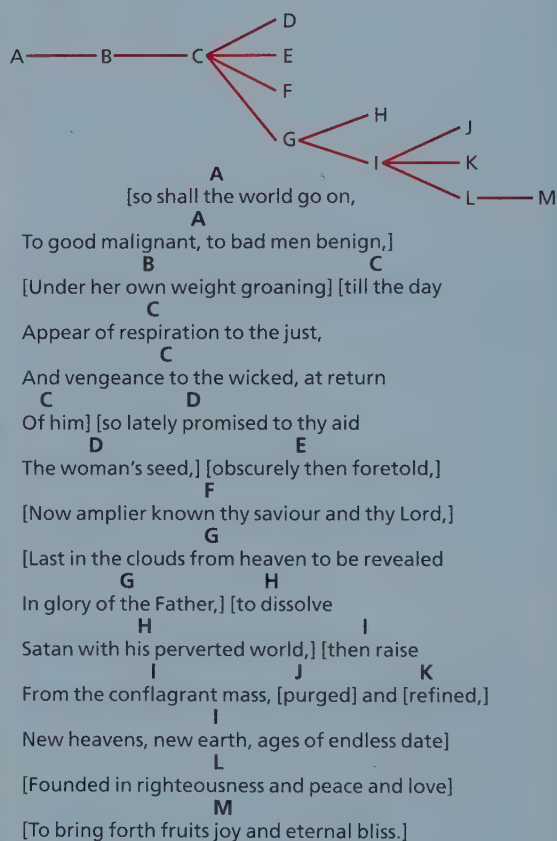 D
A B C E
F
H
G J
I K
L M
A
[so shall the world go on,
A
To good malignant, to bad men benign,]
B C
[Under her own weight groaning] [till the day
C
Appear of respiration to the just,
C
And vengeance to the wicked, at return
C D
Of him] [so lately promised to thy aid
D E
The woman's seed,] [obscurely then foretold,]
F
[Now amplier known thy saviour and thy Lord,]
G
[Last in the clouds from heaven to be revealed
G H
In glory of the Father,] [to dissolve
H I
Satan with his perverted world,] [then raise
I J K
From the conflagrant mass, [purged] and [refined,]
I
New heavens, new earth, ages of endless date]
L
[Founded in righteousness and peace and love]
M
[To bring forth fruits joy and eternal bliss.]